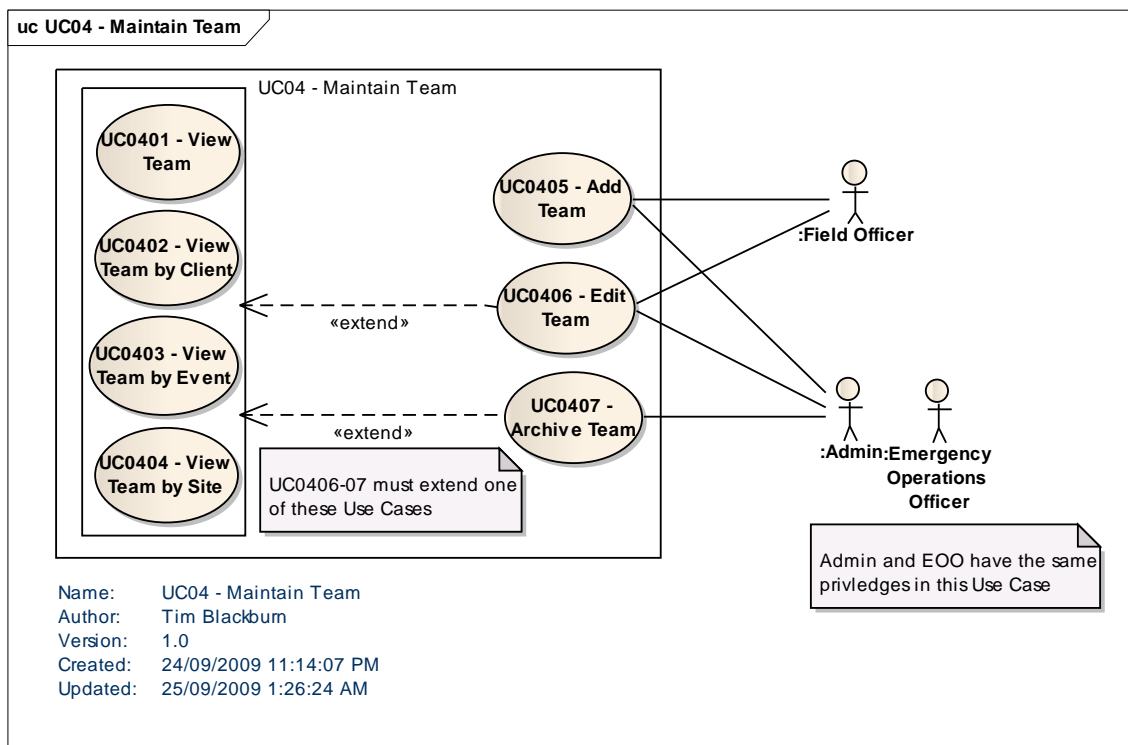 uc UC04 - Maintain Team
UC04 - Maintain Team
UC0401 - View
Team
UC0402 - View
Team by Client
UC0403 - View
Team by Event
UC0404 - View
Team by Site
UC0405 - Add
Team
UC0406 - Edit
Team
UC0407 -
Archive Team
«extend»
«extend»
UC0406-07 must extend one
of these Use Cases
:Field Officer
:Admin
:Emergency
Operations
Officer
Admin and EOO have the same
privledges in this Use Case
Name: UC04 - Maintain Team
Author: Tim Blackburn
Version: 1.0
Created: 24/09/2009 11:14:07 PM
Updated: 25/09/2009 1:26:24 AM